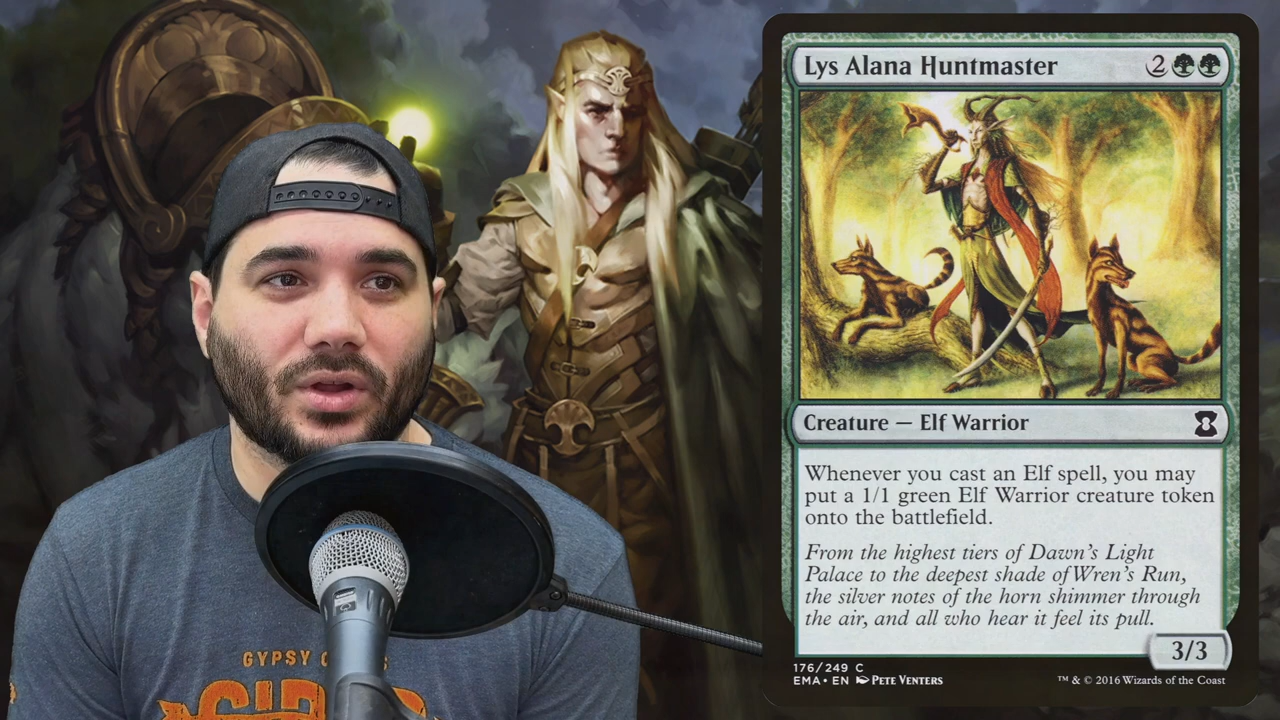 GYPSY
Lys Alana Huntmaster 2
Creature — Elf Warrior
Whenever you cast an Elf spell, you may
put a 1/1 green Elf Warrior creature token
onto the battlefield.
From the highest tiers of Dawn's Light
Palace to the deepest shade of Wren's Run,
the silver notes of the horn shimmer through
the air, and all who hear it feel its pull.
3/3
176/249 C
EMA • EN Pete Venters
™ & © 2016 Wizards of the Coast